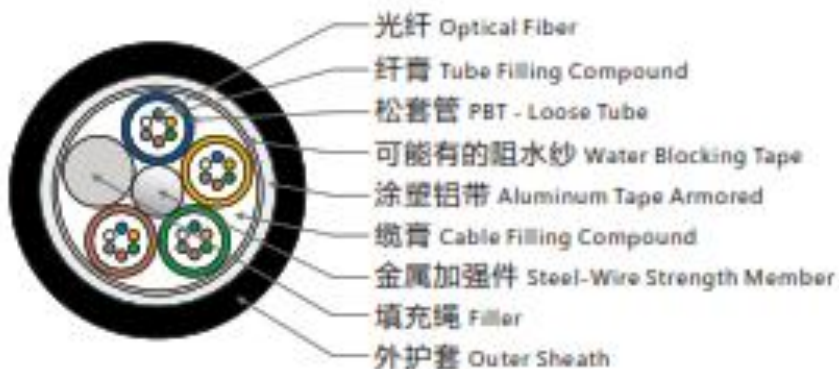 光纤 Optical Fiber
纤膏 Tube Filling Compound
松套管 PBT - Loose Tube
可能有的阻水纱 Water Blocking Tape
涂塑铝带 Aluminum Tape Armored
缆膏 Cable Filling Compound
金属加强件 Steel-Wire Strength Member
填充绳 Filler
外护套 Outer Sheath